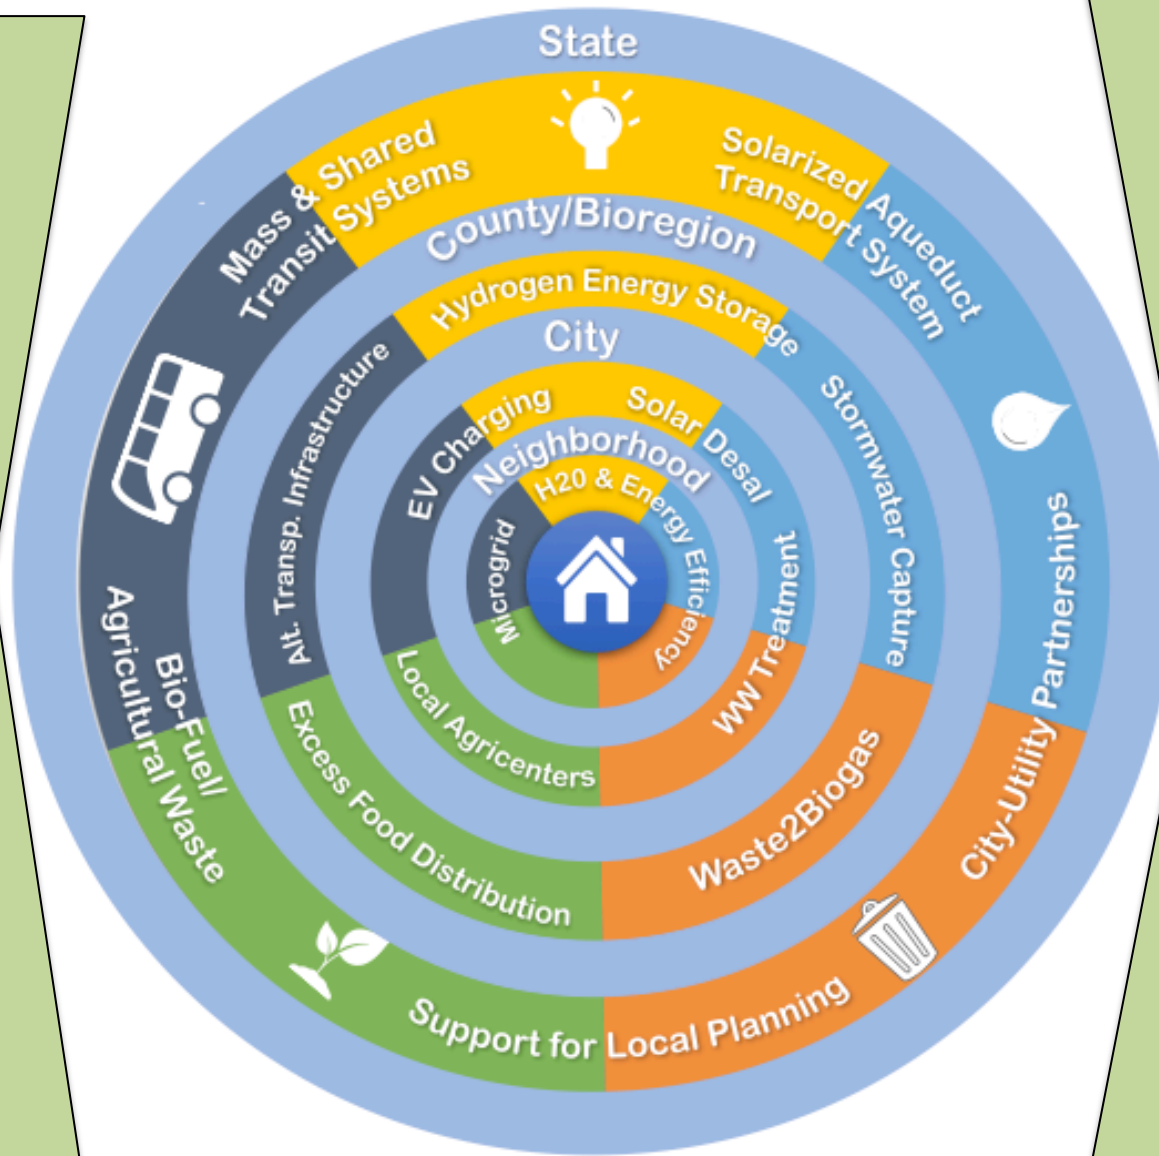 State
Mass & Shared
Transit Systems
Solarized Aqueduct
Transport System
County/Bioregion
Hydrogen Energy Storage
City
Alt. Transp. Infrastructure
Stormwater Capture
EV Charging
Solar Desal
Neighborhood
H20 & Energy Efficiency
Microgrid
WW Treatment
Local Agricenters
Excess Food Distribution
Waste2Biogas
Bio-Fuel/
Agricultural Waste
City-Utility Partnerships
Support for Local Planning